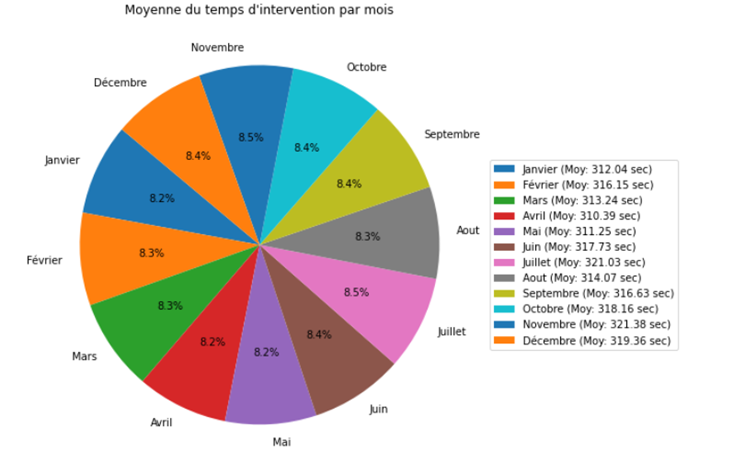 Moyenne du temps d'intervention par mois
Novembre
Octobre
Décembre
Septembre
Janvier
Aout
Février
Juillet
Mars
Juin
Avril
Mai
8.5%
8.4%
8.4%
8.4%
8.2%
8.3%
8.3%
8.5%
8.3%
8.4%
8.2%
8.2%
Janvier (Moy: 312.04 sec)
Février (Moy: 316.15 sec)
Mars (Moy: 313.24 sec)
Avril (Moy: 310.39 sec)
Mai (Moy: 311.25 sec)
Juin (Moy: 317.73 sec)
Juillet (Moy: 321.03 sec)
Aout (Moy: 314.07 sec)
Septembre (Moy: 316.63 sec)
Octobre (Moy: 318.16 sec)
Novembre (Moy: 321.38 sec)
Décembre (Moy: 319.36 sec)